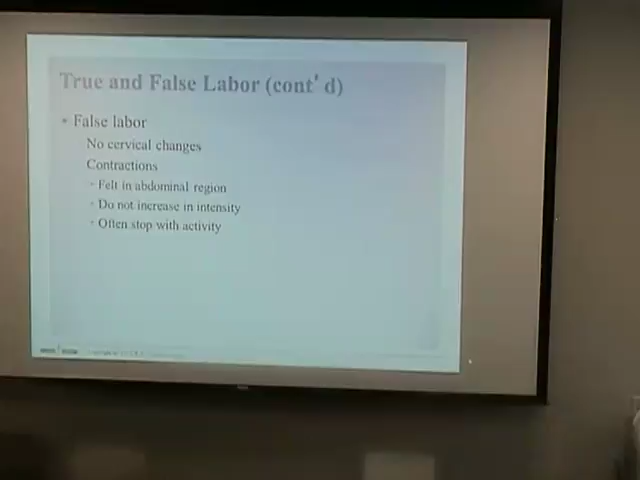 True and False Labor (cont' d)
• False labor
No cervical changes
Contractions
- Felt in abdominal region
- Do not increase in intensity
- Often stop with activity